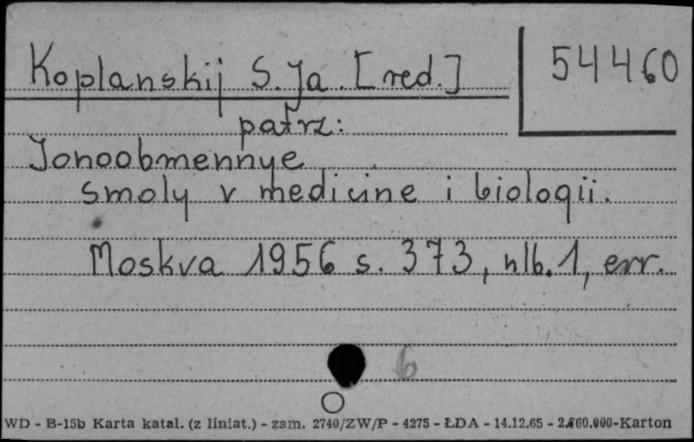 Koplanskij S. Ja. [red.]
54460
patrz:
Jonoobmennye
smoly v medicine i biologii.
Moskva 1956 s. 373, nlb. 1, err.
6
WD - B-15b Karta katal. (z liniat.) - zam. 2740/ZW/P - 4275 - ŁDA - 14.12.65 - 2.860.000-Karton